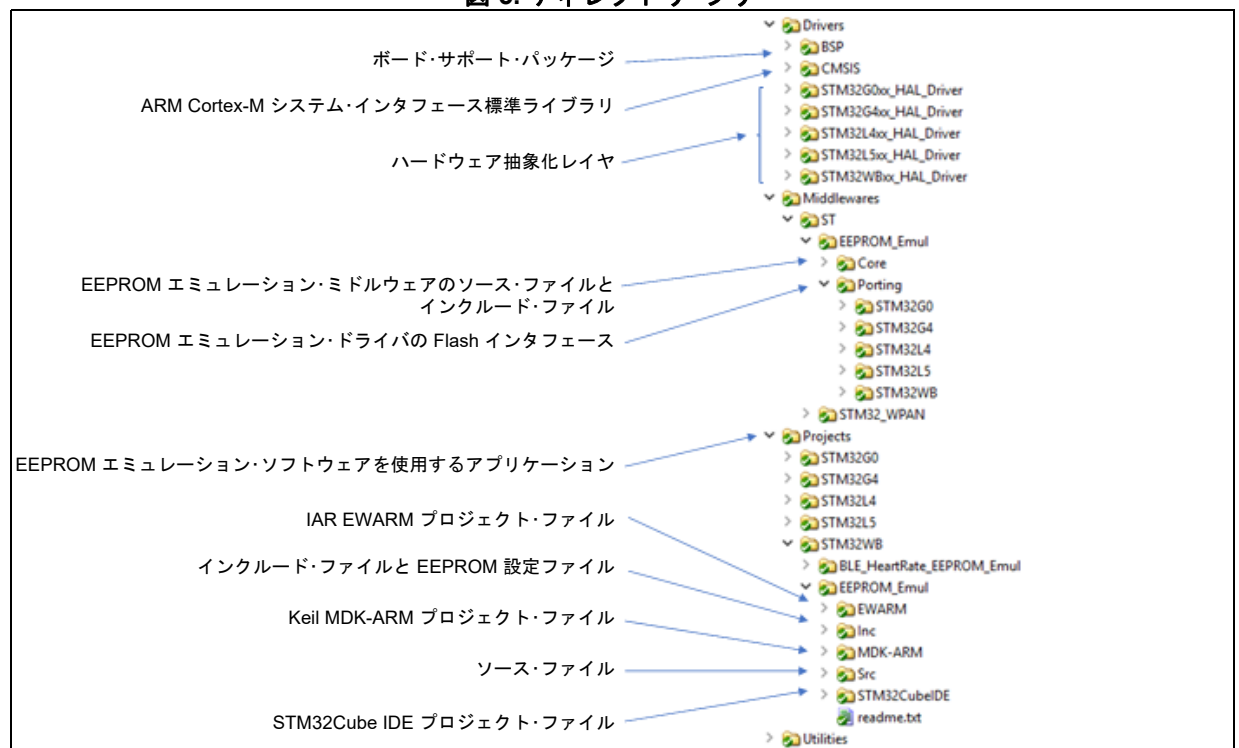 ボード・サポート・パッケージ
ARM Cortex-M システム・インタフェース標準ライブラリ
ハードウェア抽象化レイヤ
EEPROM エミュレーション・ミドルウェアのソース・ファイルと
インクルード・ファイル
EEPROM エミュレーション・ドライバの Flash インタフェース
EEPROM エミュレーション・ソフトウェアを使用するアプリケーション
IAR EWARM プロジェクト・ファイル
インクルード・ファイルと EEPROM 設定ファイル
Keil MDK-ARM プロジェクト・ファイル
ソース・ファイル
STM32Cube IDE プロジェクト・ファイル
Drivers
BSP
CMSIS
STM32G0xx_HAL_Driver
STM32G4xx_HAL_Driver
STM32L4xx_HAL_Driver
STM32L5xx_HAL_Driver
STM32WBxx_HAL_Driver
Middlewares
ST
EEPROM_Emul
Core
Porting
STM32G0
STM32G4
STM32L4
STM32L5
STM32WB
STM32_WPAN
Projects
STM32G0
STM32G4
STM32L4
STM32L5
STM32WB
BLE_HeartRate_EEPROM_Emul
EEPROM_Emul
EWARM
Inc
MDK-ARM
Src
STM32CubeIDE
readme.txt
Utilities